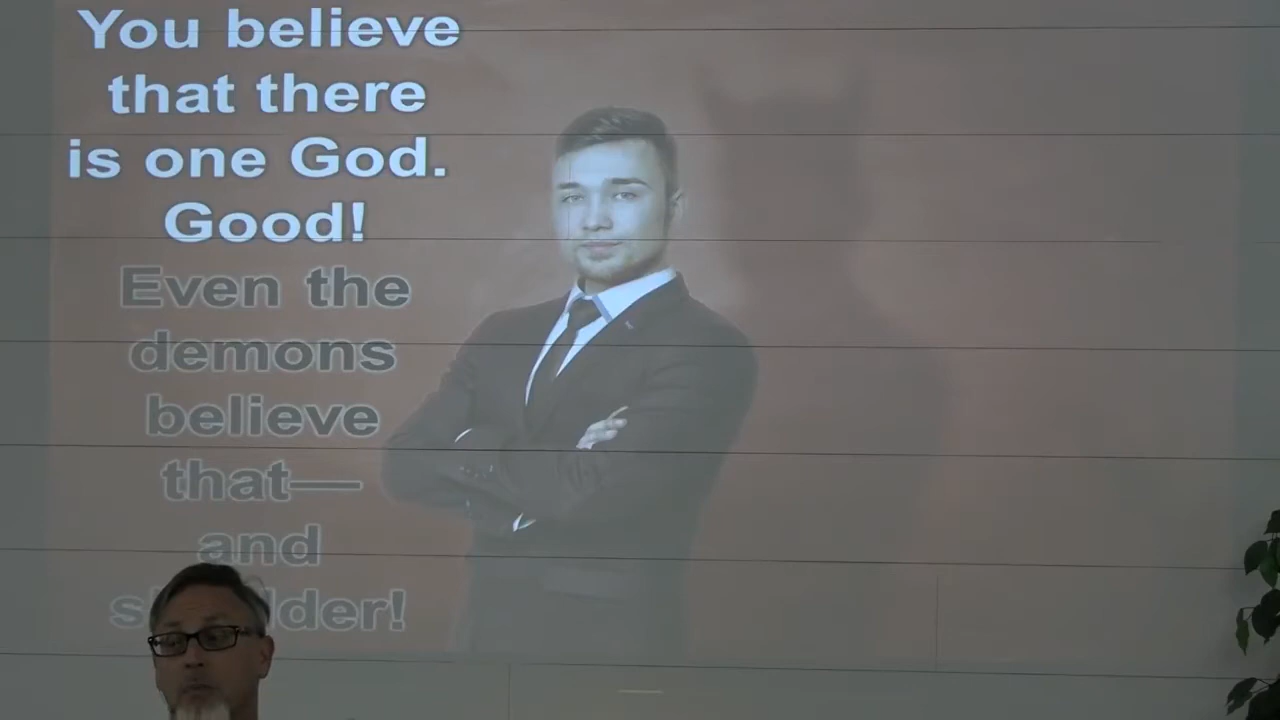 You believe
that there
is one God.
Good!
Even the
demons
believe
that—
and